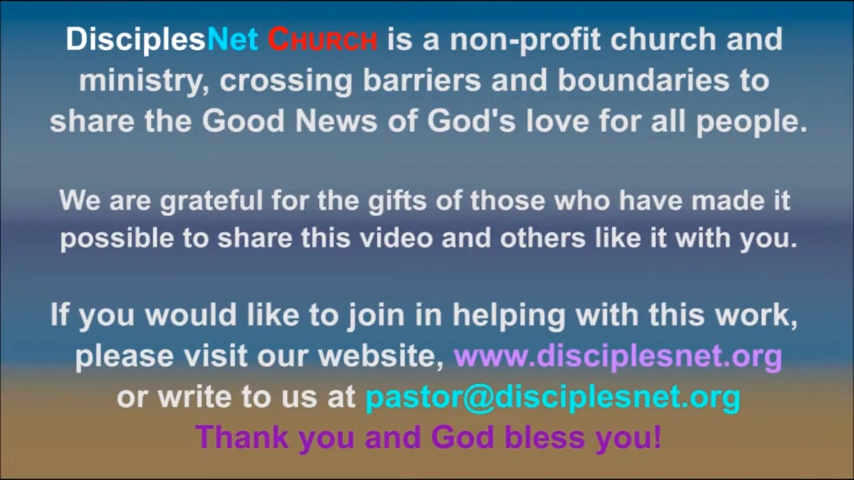 DisciplesNet CHURCH is a non-profit church and
ministry, crossing barriers and boundaries to
share the Good News of God's love for all people.
We are grateful for the gifts of those who have made it
possible to share this video and others like it with you.
If you would like to join in helping with this work,
please visit our website, www.disciplesnet.org
or write to us at pastor@disciplesnet.org
Thank you and God bless you!